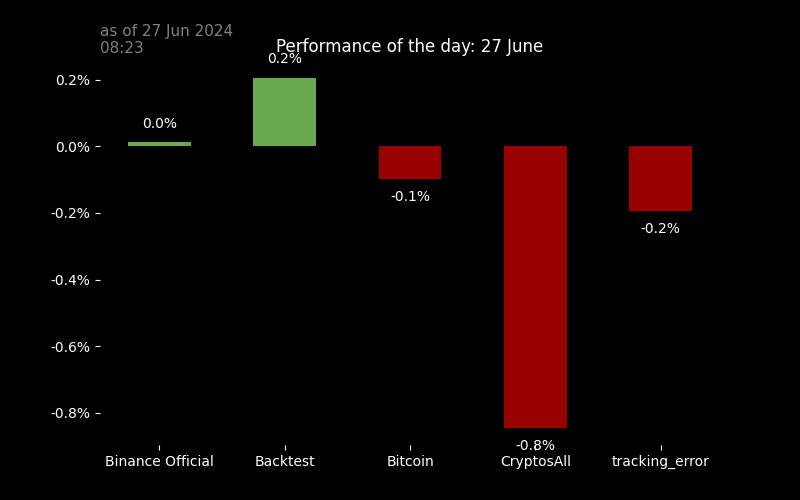 as of 27 Jun 2024
08:23
Performance of the day: 27 June
0.2%
0.2%
0.0%
0.0%
-0.1%
-0.2%
-0.2%
-0.4%
-0.6%
-0.8%
-0.8%
Binance Official
Backtest
Bitcoin
CryptosAll
tracking_error